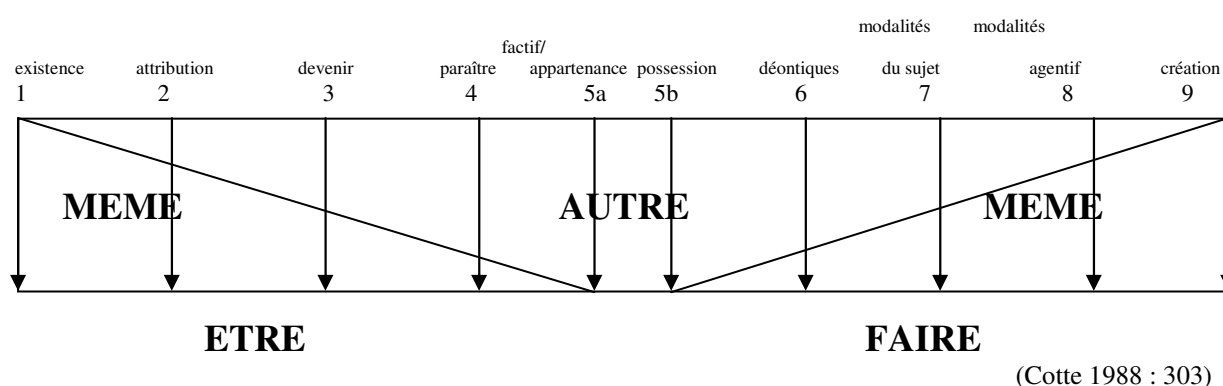 modalités modalités
factif/
existence attribution devenir paraître appartenance possession déontiques du sujet agentif création
1 2 3 4 5a 5b 6 7 8 9
MEME AUTRE MEME
ETRE FAIRE
(Cotte 1988 : 303)